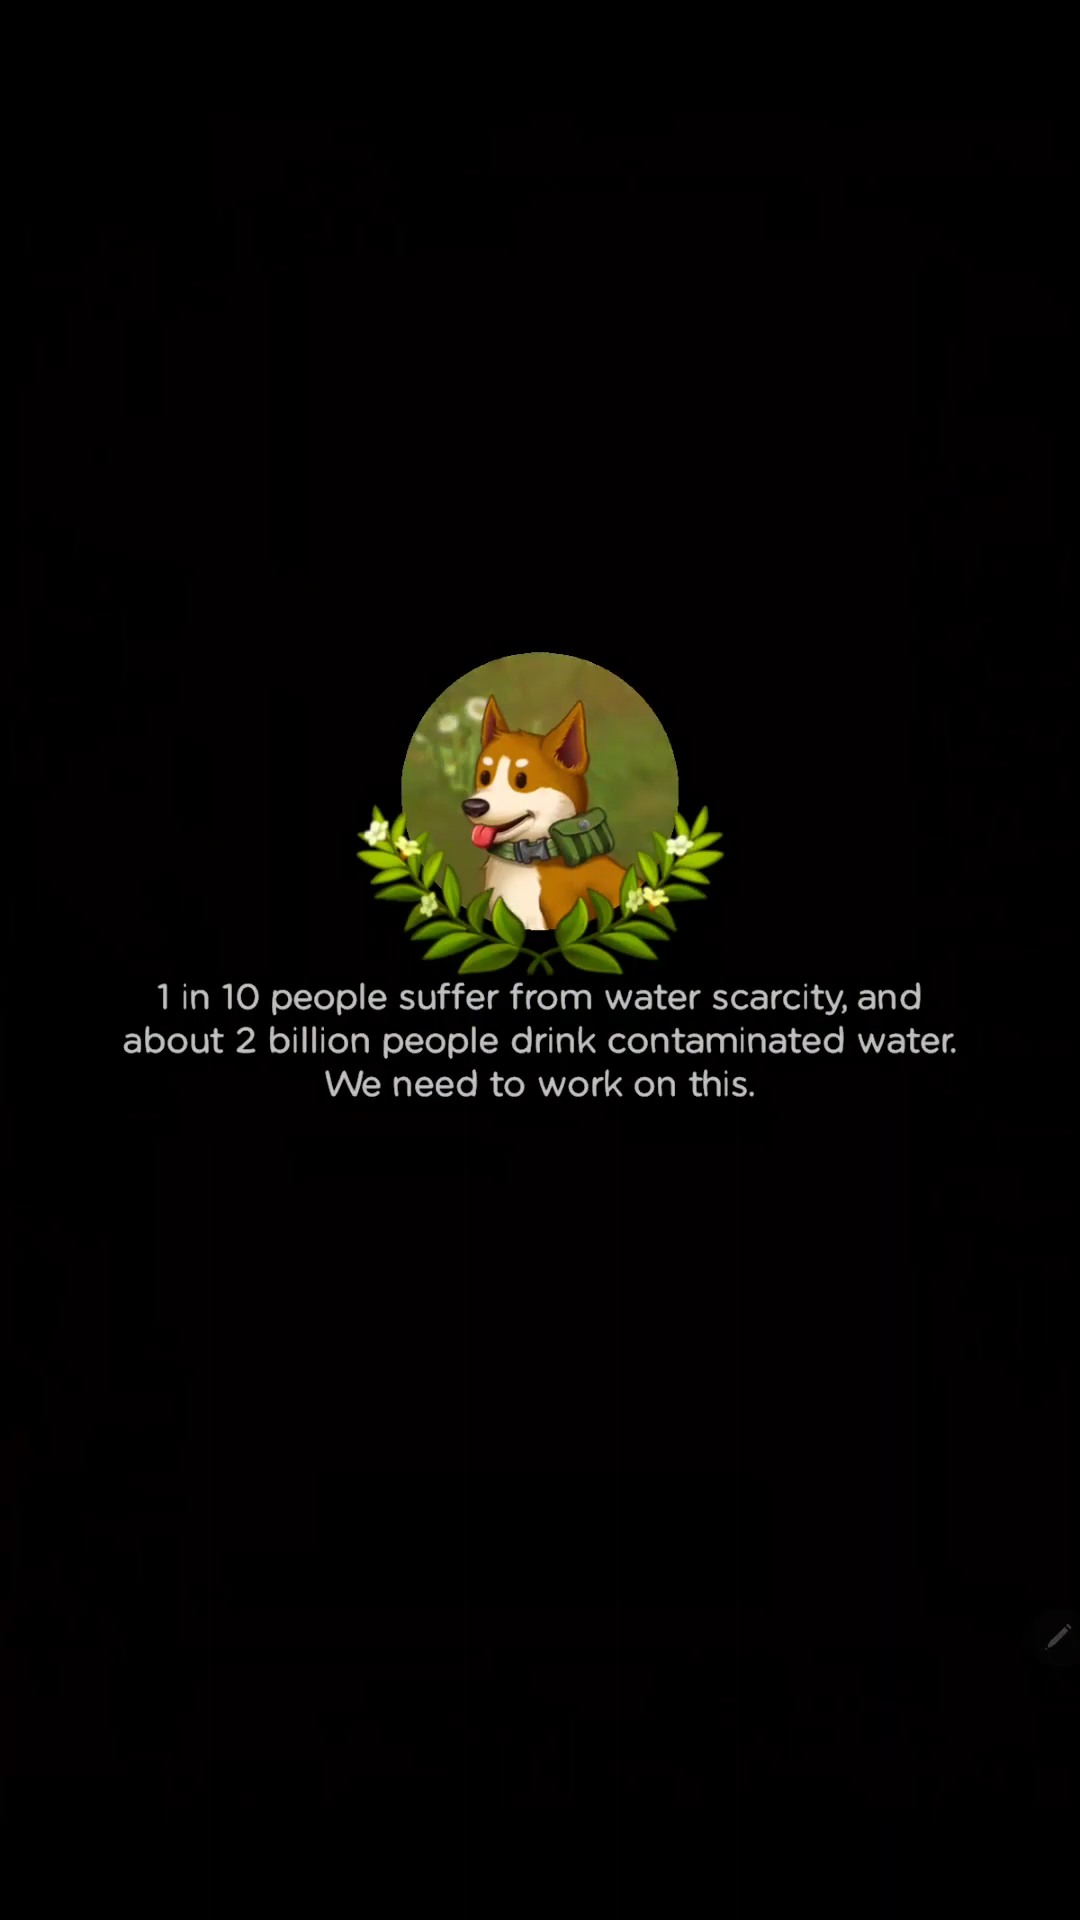 1 in 10 people suffer from water scarcity, and
about 2 billion people drink contaminated water.
We need to work on this.